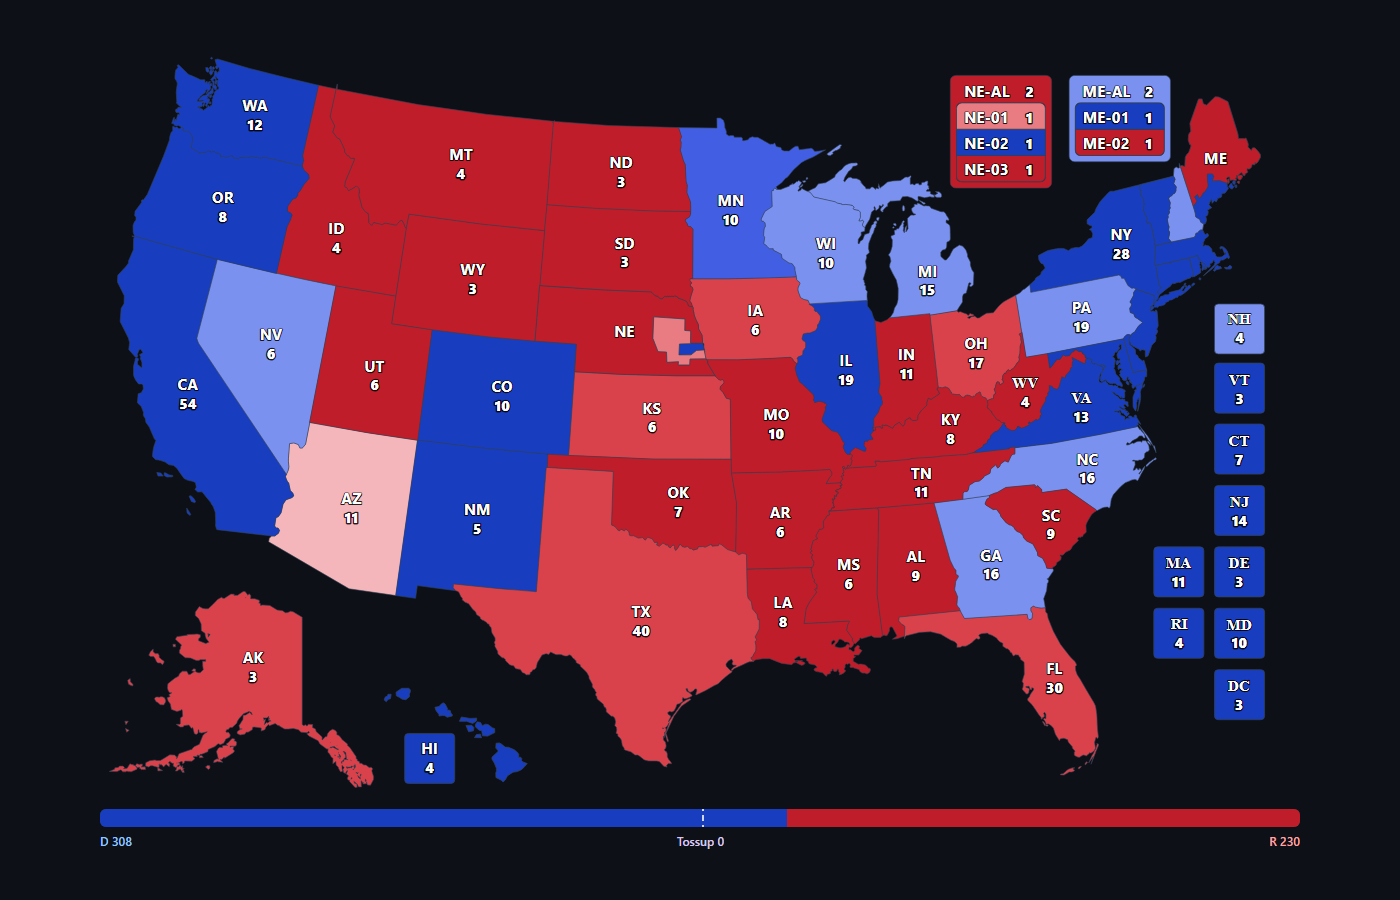 WA
12
OR
8
CA
54
NV
6
ID
4
MT
4
WY
3
UT
6
AZ
11
CO
10
NM
5
ND
3
SD
3
NE
KS
6
OK
7
TX
40
MN
10
IA
6
MO
10
AR
6
LA
8
WI
10
IL
19
MI
15
IN
11
OH
17
KY
8
TN
11
MS
6
AL
9
GA
16
FL
30
SC
9
NC
16
VA
13
WV
4
PA
19
NY
28
ME
NE-AL 2
NE-01 1
NE-02 1
NE-03 1
ME-AL 2
ME-01 1
ME-02 1
NH
4
VT
3
CT
7
NJ
14
MA
11
DE
3
RI
4
MD
10
DC
3
AK
3
HI
4
D 308
Tossup 0
R 230